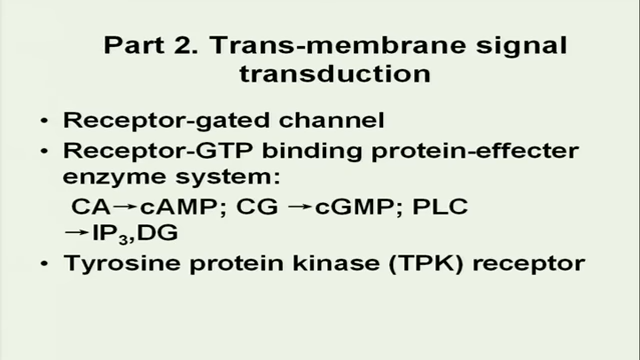 Part 2. Trans-membrane signal
transduction
• Receptor-gated channel
• Receptor-GTP binding protein-effecter
enzyme system:
CA→cAMP; CG →cGMP; PLC
→IP₃,DG
• Tyrosine protein kinase (TPK) receptor